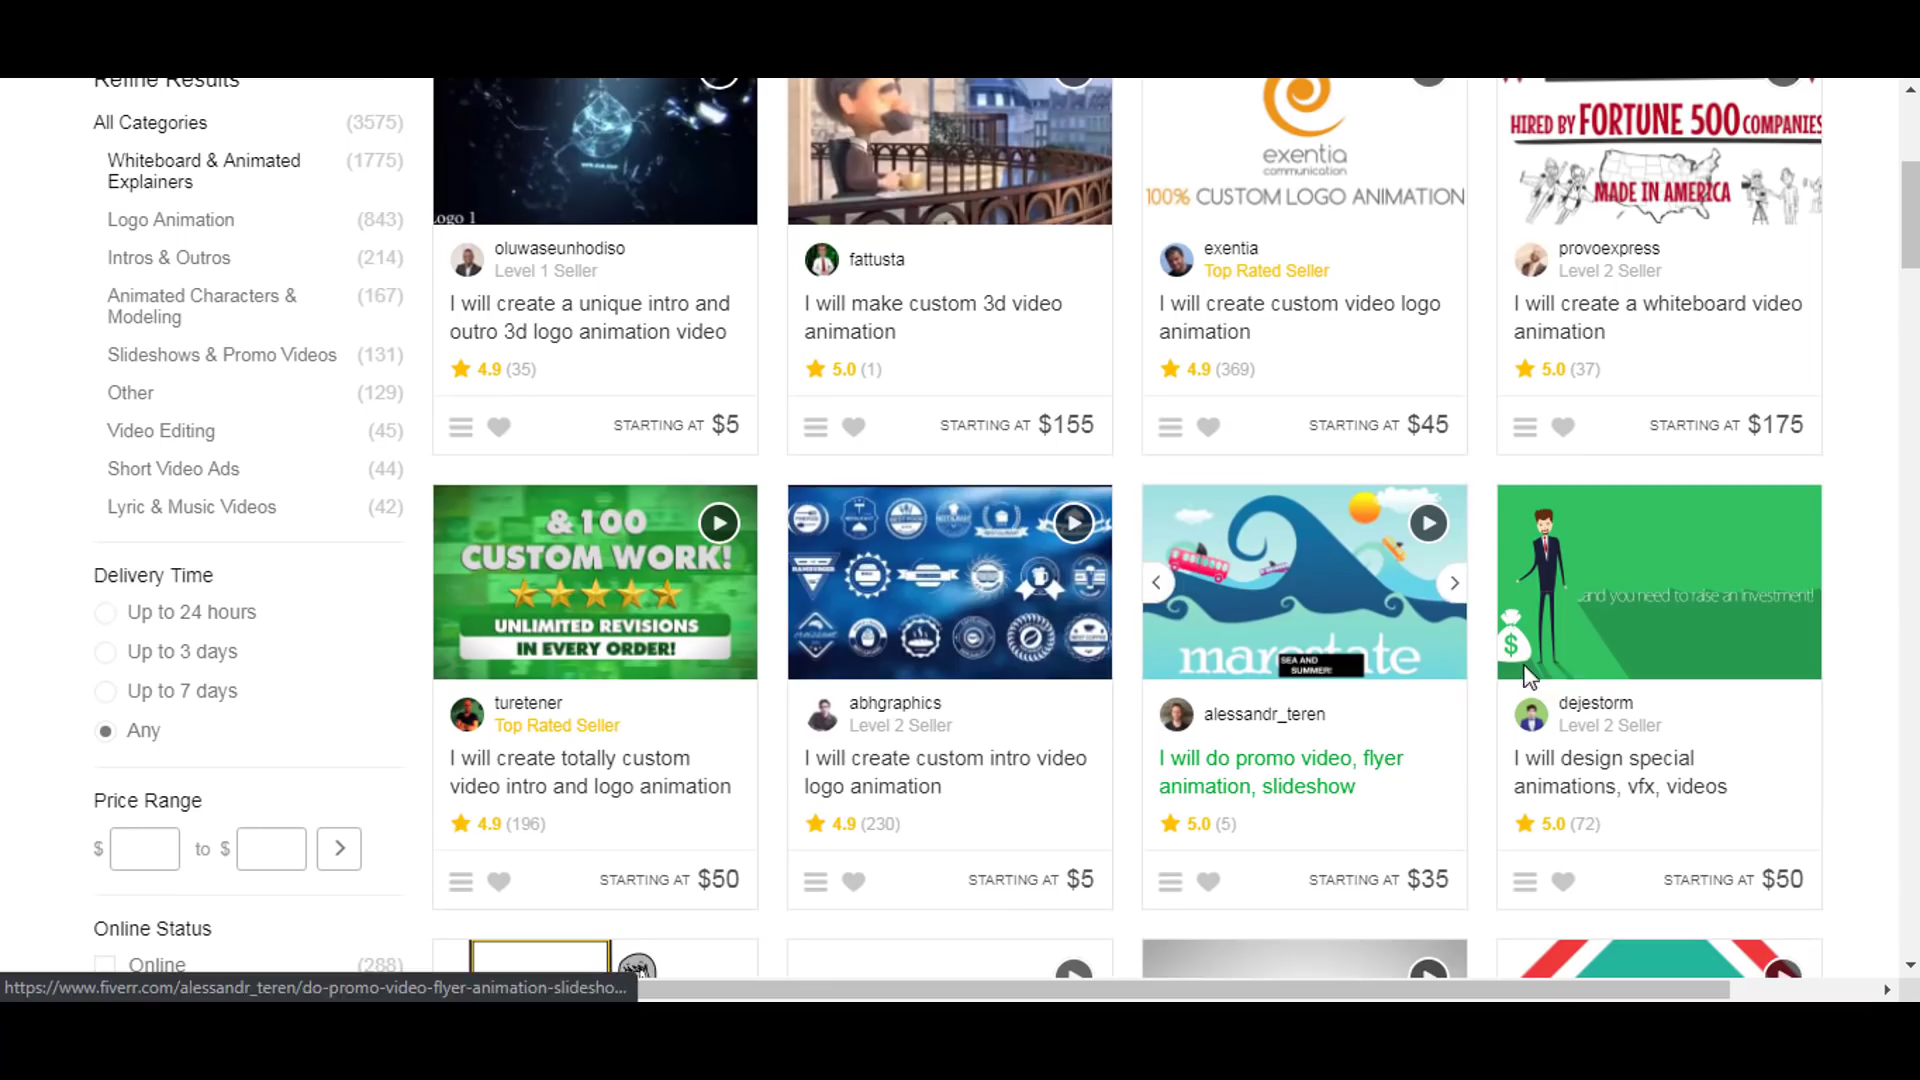 Refine Results
All Categories (3575)
Whiteboard & Animated (1775)
Explainers
Logo Animation (843)
Intros & Outros (214)
Animated Characters & (167)
Modeling
Slideshows & Promo Videos (131)
Other (129)
Video Editing (45)
Short Video Ads (44)
Lyric & Music Videos (42)
Delivery Time
Up to 24 hours
Up to 3 days
Up to 7 days
Any
Price Range
$ to $
Online Status
Online (288)
ogo 1
oluwaseunhodiso
Level 1 Seller
I will create a unique intro and
outro 3d logo animation video
4.9 (35)
STARTING AT $5
fattusta
I will make custom 3d video
animation
5.0 (1)
STARTING AT $155
exentia
communication
100% CUSTOM LOGO ANIMATION
exentia
Top Rated Seller
I will create custom video logo
animation
4.9 (369)
STARTING AT $45
HIRED BY FORTUNE 500 COMPANIES
MADE IN AMERICA
provoexpress
Level 2 Seller
I will create a whiteboard video
animation
5.0 (37)
STARTING AT $175
& 100
CUSTOM WORK!
UNLIMITED REVISIONS
IN EVERY ORDER!
turetener
Top Rated Seller
I will create totally custom
video intro and logo animation
4.9 (196)
STARTING AT $50
abhgraphics
Level 2 Seller
I will create custom intro video
logo animation
4.9 (230)
STARTING AT $5
SEA AND
SUMMER!
alessandr_teren
I will do promo video, flyer
animation, slideshow
5.0 (5)
STARTING AT $35
...and you need to raise an investment!
$
dejestorm
Level 2 Seller
I will design special
animations, vfx, videos
5.0 (72)
STARTING AT $50
https://www.fiverr.com/alessandr_teren/do-promo-video-flyer-animation-slidesho...